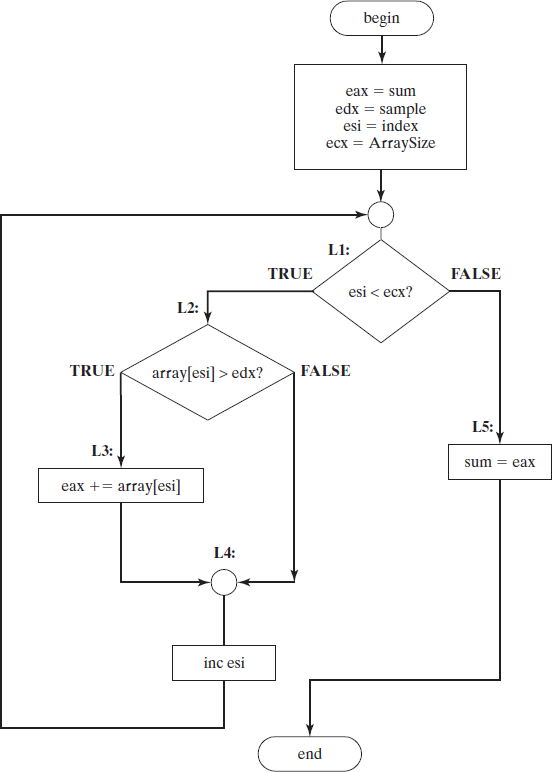 begin
eax = sum
edx = sample
esi = index
ecx = ArraySize
L1:
TRUE
FALSE
esi < ecx?
L2:
TRUE
array[esi] > edx?
FALSE
L3:
eax += array[esi]
L5:
sum = eax
L4:
inc esi
end